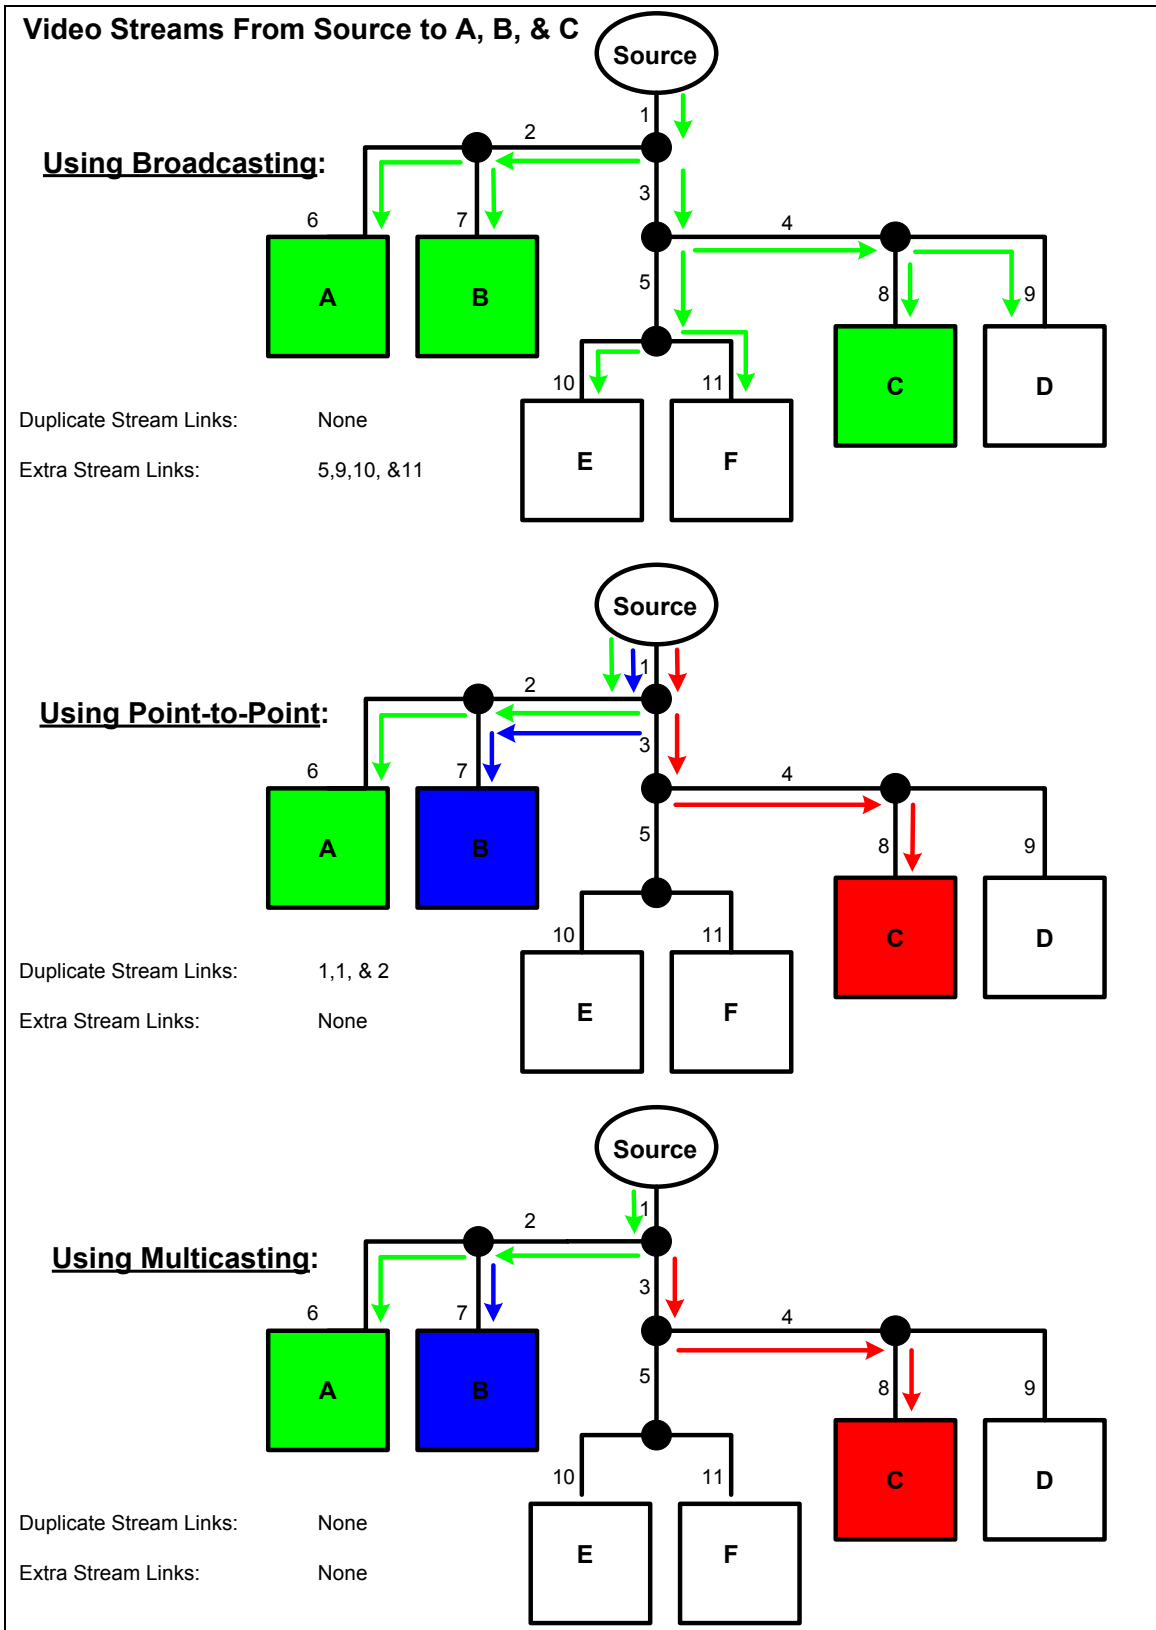 Video Streams From Source to A, B, & C
Source
1
2
Using Broadcasting:
3
6
7
4
5
8
9
A
B
10
11
C
D
Duplicate Stream Links: None
E
F
Extra Stream Links: 5,9,10, &11
Source
1
2
Using Point-to-Point:
3
6
7
4
5
8
9
A
B
10
11
C
D
Duplicate Stream Links: 1,1, & 2
E
F
Extra Stream Links: None
Source
1
2
Using Multicasting:
3
6
7
4
5
8
9
A
B
10
11
C
D
Duplicate Stream Links: None
E
F
Extra Stream Links: None